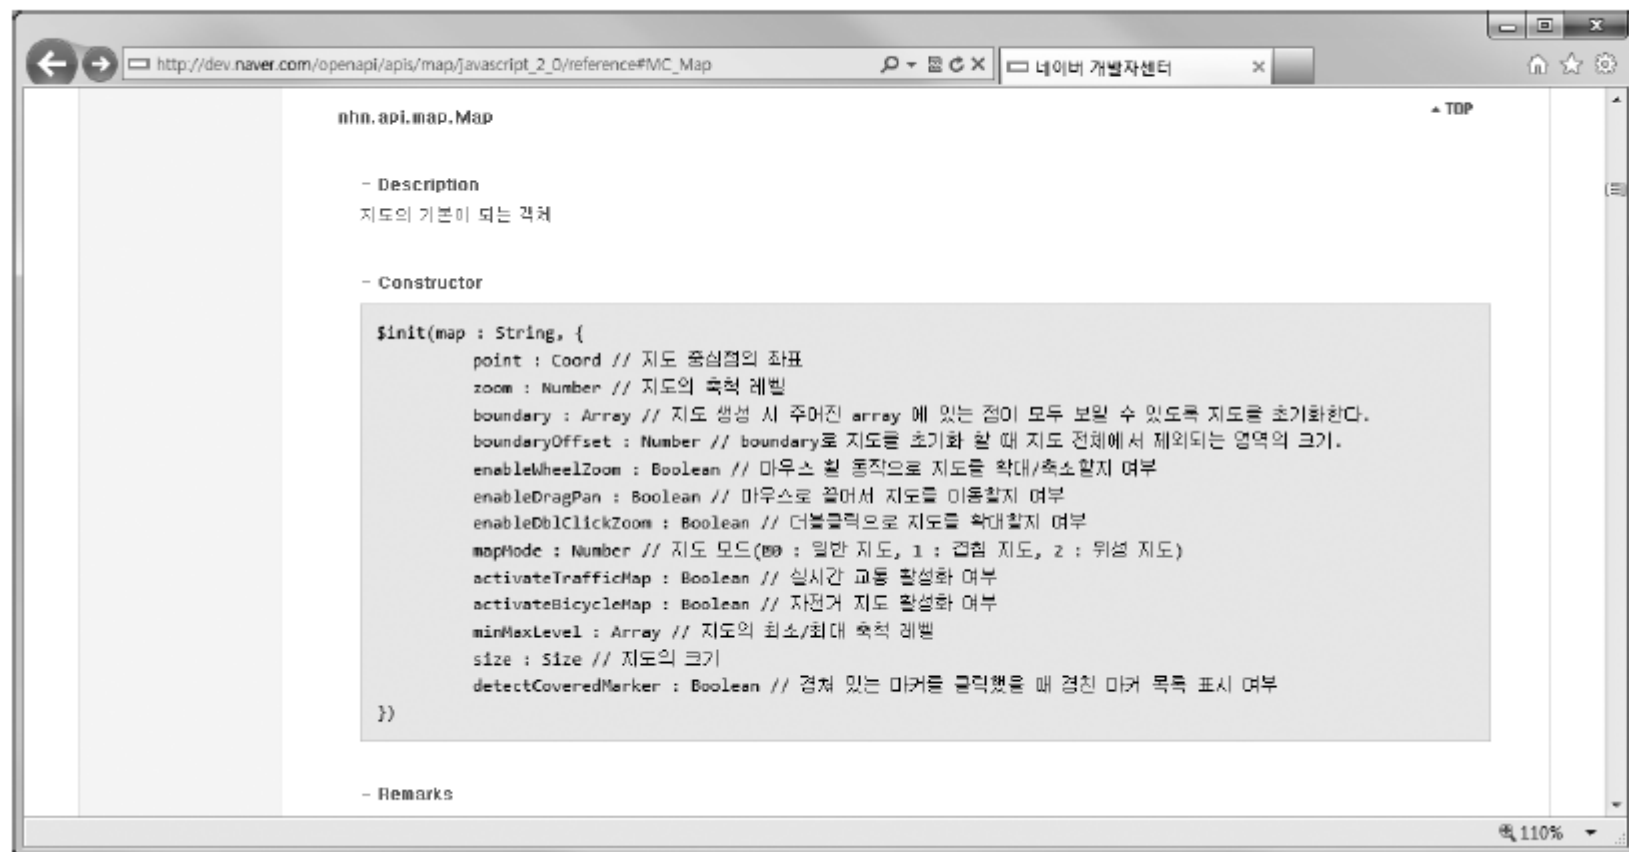 http://dev.naver.com/openapi/apis/map/javascript_2_0/reference#MC_Map
네이버 개발자센터
nhn.api.map.Map
TOP
- Description
지도의 기본이 되는 객체
- Constructor
$init(map : String, {
point : Coord // 지도 중심점의 좌표
zoom : Number // 지도의 축척 레벨
boundary : Array // 지도 생성 시 주어진 array 에 있는 점이 모두 보일 수 있도록 지도를 초기화한다.
boundaryOffset : Number // boundary로 지도를 초기화 할 때 지도 전체에서 제외되는 영역의 크기.
enableWheelZoom : Boolean // 마우스 휠 동작으로 지도를 확대/축소할지 여부
enableDragPan : Boolean // 마우스로 끌어서 지도를 이동할지 여부
enableDblClickZoom : Boolean // 더블클릭으로 지도를 확대할지 여부
mapMode : Number // 지도 모드(0 : 일반 지도, 1 : 겹침 지도, 2 : 위성 지도)
activateTrafficMap : Boolean // 실시간 교통 활성화 여부
activateBicycleMap : Boolean // 자전거 지도 활성화 여부
minMaxLevel : Array // 지도의 최소/최대 축척 레벨
size : Size // 지도의 크기
detectCoveredMarker : Boolean // 겹쳐 있는 마커를 클릭했을 때 겹친 마커 목록 표시 여부
})
- Remarks
110%